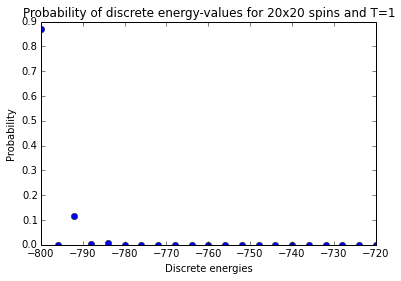 Probability of discrete energy-values for 20x20 spins and T=1
0.9
0.8
0.7
0.6
0.5
0.4
0.3
0.2
0.1
0.0
Probability
−800 −790 −780 −770 −760 −750 −740 −730 −720
Discrete energies